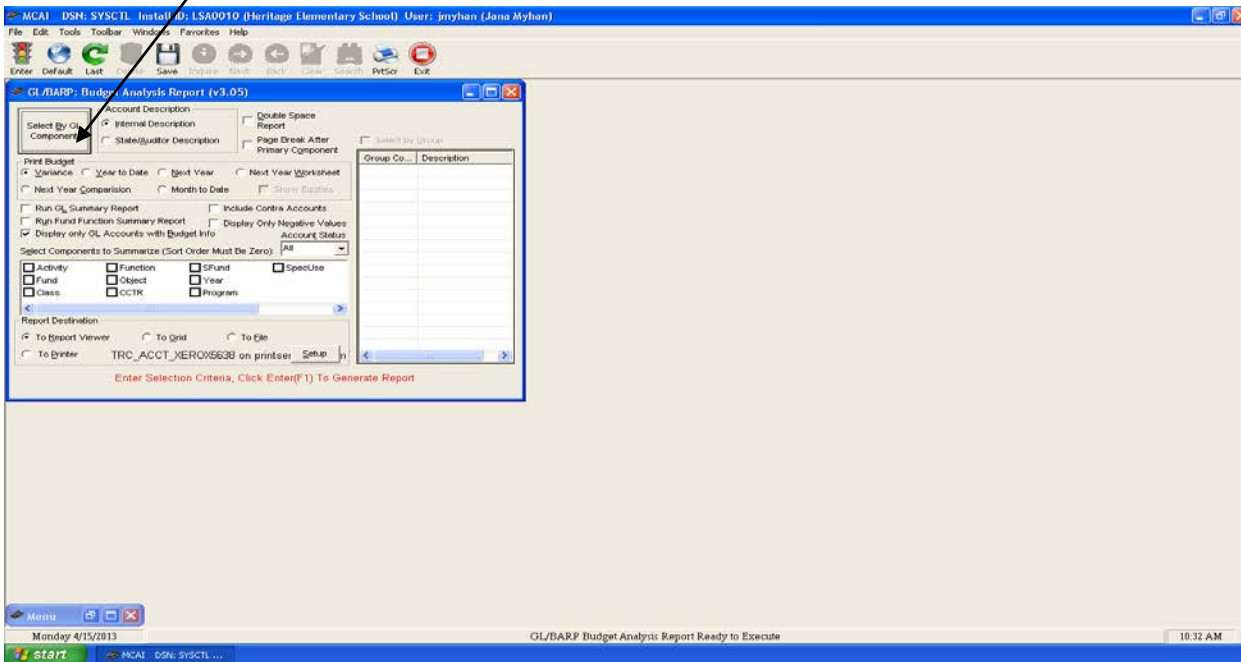 MCAI DSN: SYSCTL Install ID: LSA0010 (Heritage Elementary School) User: jmyhan (Jana Myhan)
File Edit Tools Toolbar Windows Favorites Help
Enter Default Last Delete Save Inquire Next Back Clear Search PrtScr Exit
GL/BARP: Budget Analysis Report (v3.05)
Select By GL
Component
Account Description
Internal Description
State/Auditor Description
Double Space
Report
Page Break After
Primary Component
Select by Group
Group Co... Description
Print Budget
Variance Year to Date Next Year Next Year Worksheet
Next Year Comparision Month to Date Show Equities
Run GL Summary Report Include Contra Accounts
Run Fund Function Summary Report Display Only Negative Values
Display only GL Accounts with Budget Info Account Status
Select Components to Summarize (Sort Order Must Be Zero) All
Activity Function SFund SpecUse
Fund Object Year
Class CCTR Program
Report Destination
To Report Viewer To Grid To File
To Printer TRC_ACCT_XEROX5638 on printser Setup n
Enter Selection Criteria, Click Enter(F1) To Generate Report
Menu
Monday 4/15/2013 GL/BARP Budget Analysis Report Ready to Execute 10:32 AM
start MCAI DSN: SYSCTL ...